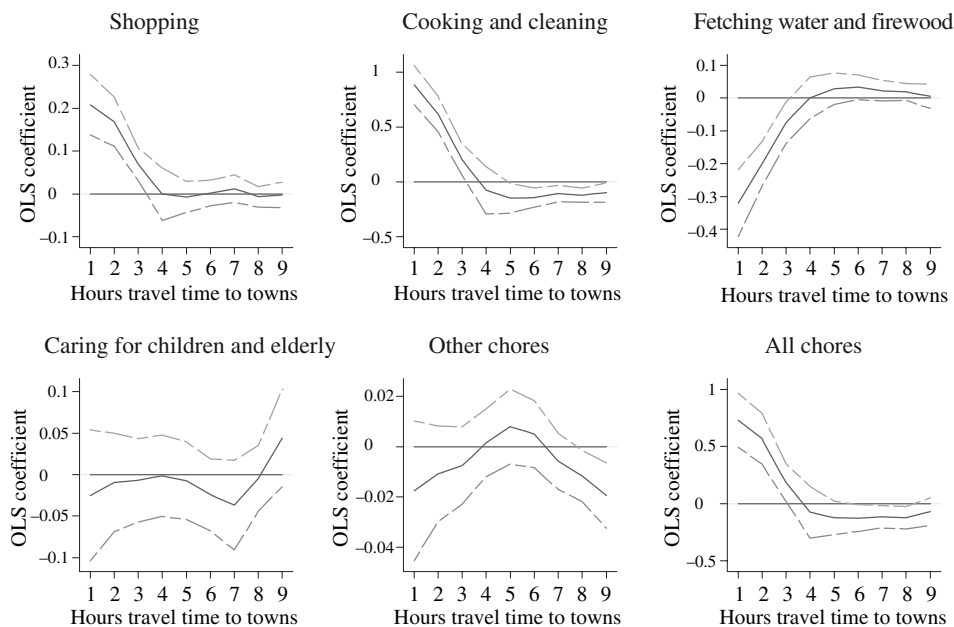 Shopping
0.3
0.2
0.1
0
–0.1
OLS coefficient
1 2 3 4 5 6 7 8 9
Hours travel time to towns
Cooking and cleaning
1
0.5
0
–0.5
OLS coefficient
1 2 3 4 5 6 7 8 9
Hours travel time to towns
Fetching water and firewood
0.1
0
–0.1
–0.2
–0.3
–0.4
OLS coefficient
1 2 3 4 5 6 7 8 9
Hours travel time to towns
Caring for children and elderly
0.1
0.05
0
–0.05
–0.1
OLS coefficient
1 2 3 4 5 6 7 8 9
Hours travel time to towns
Other chores
0.02
0
–0.02
–0.04
OLS coefficient
1 2 3 4 5 6 7 8 9
Hours travel time to towns
All chores
1
0.5
0
–0.5
OLS coefficient
1 2 3 4 5 6 7 8 9
Hours travel time to towns